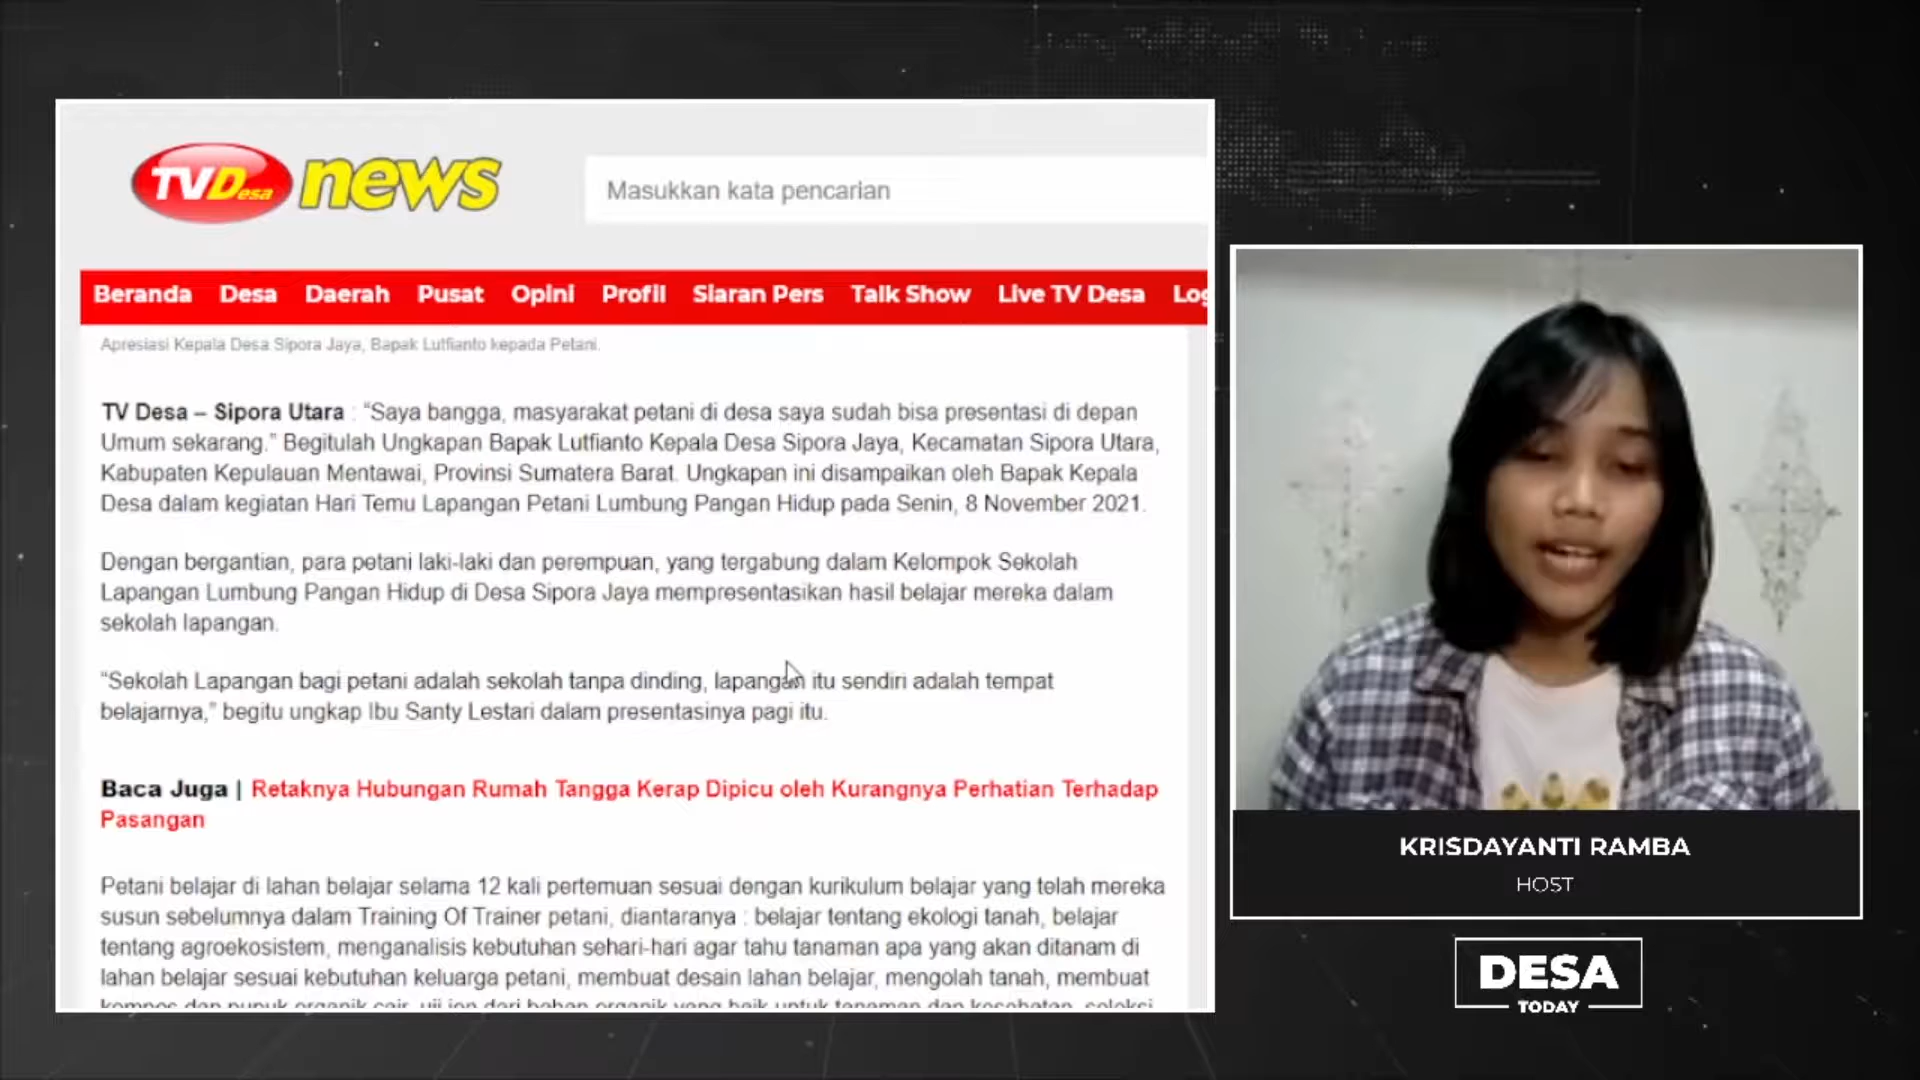 TVDesa news
Masukkan kata pencarian
Beranda Desa Daerah Pusat Opini Profil Siaran Pers Talk Show Live TV Desa
Apresiasi Kepala Desa Sipora Jaya, Bapak Lutfianto kepada Petani.
TV Desa – Sipora Utara : “Saya bangga, masyarakat petani di desa saya sudah bisa presentasi di depan
Umum sekarang.” Begitulah Ungkapan Bapak Lutfianto Kepala Desa Sipora Jaya, Kecamatan Sipora Utara,
Kabupaten Kepulauan Mentawai, Provinsi Sumatera Barat. Ungkapan ini disampaikan oleh Bapak Kepala
Desa dalam kegiatan Hari Temu Lapangan Petani Lumbung Pangan Hidup pada Senin, 8 November 2021.
Dengan bergantian, para petani laki-laki dan perempuan, yang tergabung dalam Kelompok Sekolah
Lapangan Lumbung Pangan Hidup di Desa Sipora Jaya mempresentasikan hasil belajar mereka dalam
sekolah lapangan.
“Sekolah Lapangan bagi petani adalah sekolah tanpa dinding, lapangan itu sendiri adalah tempat
belajarnya,” begitu ungkap Ibu Santy Lestari dalam presentasinya pagi itu.
Baca Juga | Retaknya Hubungan Rumah Tangga Kerap Dipicu oleh Kurangnya Perhatian Terhadap
Pasangan
Petani belajar di lahan belajar selama 12 kali pertemuan sesuai dengan kurikulum belajar yang telah mereka
susun sebelumnya dalam Training Of Trainer petani, diantaranya : belajar tentang ekologi tanah, belajar
tentang agroekosistem, menganalisis kebutuhan sehari-hari agar tahu tanaman apa yang akan ditanam di
lahan belajar sesuai kebutuhan keluarga petani, membuat desain lahan belajar, mengolah tanah, membuat
KRISDAYANTI RAMBA
HOST
DESA
TODAY